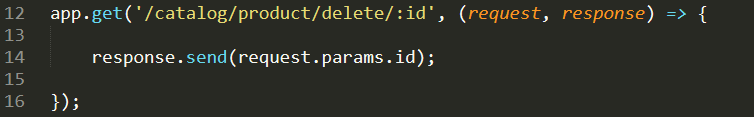 12 app.get('/catalog/product/delete/:id', (request, response) => {
13
14     response.send(request.params.id);
15
16 });